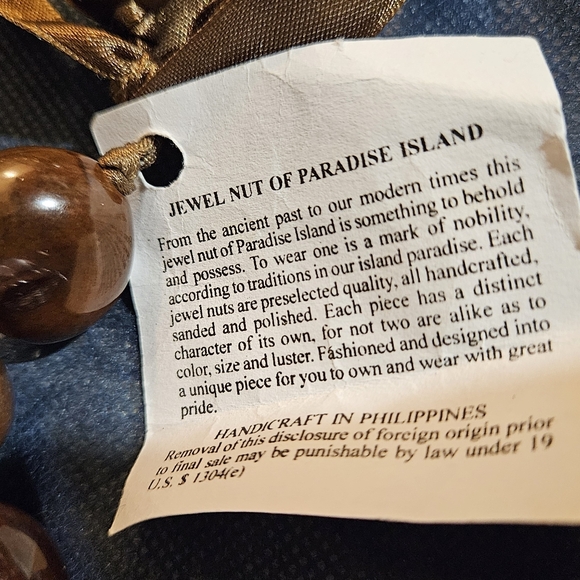 JEWEL NUT OF PARADISE ISLAND
From the ancient past to our modern times this
jewel nut of Paradise Island is something to behold
and possess. To wear one is a mark of nobility,
according to traditions in our island paradise. Each
jewel nuts are preselected quality, all handcrafted,
sanded and polished. Each piece has a distinct
character of its own, for not two are alike as to
color, size and luster. Fashioned and designed into
a unique piece for you to own and wear with great
pride.
HANDICRAFT IN PHILIPPINES
Removal of this disclosure of foreign origin prior
to final sale may be punishable by law under 19
U.S. $ 1304(e)